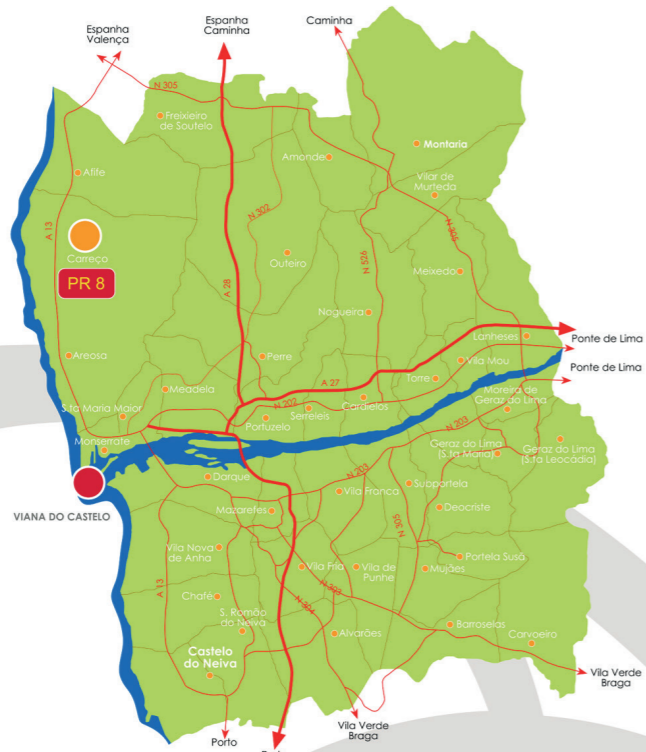 Espanha
Valença
Espanha
Caminha
Caminha
N 305
Freixieiro
de Soutelo
Amonde
Montaria
Afife
Vilar de
Murteda
A 13
N 302
N 305
Carreço
PR 8
Outeiro
N 526
Meixedo
A 28
Nogueira
Lanheses
Ponte de Lima
Areosa
Perre
Vila Mou
Ponte de Lima
A 27
Torre
Meadela
Moreira de
Geraz do Lima
N 202
Cardielos
Serreleis
S.ta Maria Maior
Portuzelo
N 203
Monserrate
Geraz do Lima
(S.ta Maria)
Geraz do Lima
(S.ta Leocádia)
N 203
Darque
Subportela
Vila Franca
VIANA DO CASTELO
Mazarefes
Deocriste
N 305
Vila Nova
de Anha
Portela Susã
Vila Fria
Vila de
Punhe
Mujães
A 13
N 303
Chafé
N 304
S. Romão
do Neiva
Barroselas
Alvarães
Carvoeiro
Castelo
do Neiva
Vila Verde
Braga
Vila Verde
Braga
Porto